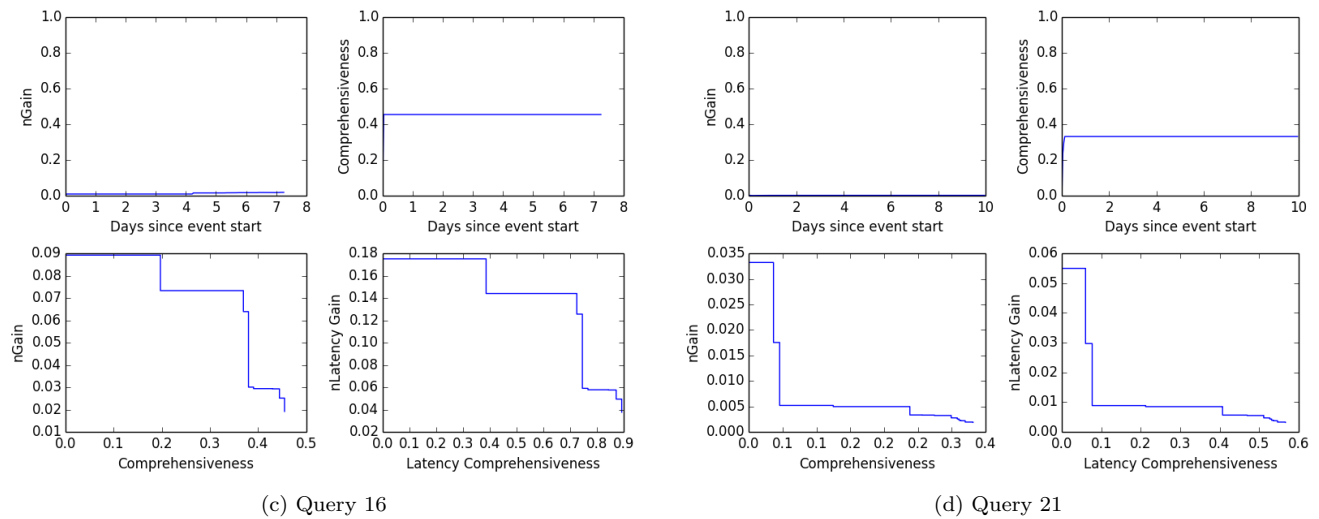 1.0
0.8
0.6
0.4
0.2
0.0
nGain
0 1 2 3 4 5 6 7 8
Days since event start
1.0
0.8
0.6
0.4
0.2
0.0
Comprehensiveness
0 1 2 3 4 5 6 7 8
Days since event start
0.09
0.08
0.07
0.06
0.05
0.04
0.03
0.02
0.01
nGain
0.0 0.1 0.2 0.3 0.4 0.5
Comprehensiveness
0.18
0.16
0.14
0.12
0.10
0.08
0.06
0.04
0.02
nLatency Gain
0.0 0.1 0.2 0.3 0.4 0.5 0.6 0.7 0.8 0.9
Latency Comprehensiveness
(c) Query 16
1.0
0.8
0.6
0.4
0.2
0.0
nGain
0 2 4 6 8 10
Days since event start
1.0
0.8
0.6
0.4
0.2
0.0
Comprehensiveness
0 2 4 6 8 10
Days since event start
0.035
0.030
0.025
0.020
0.015
0.010
0.005
0.000
nGain
0.0 0.1 0.1 0.2 0.2 0.2 0.3 0.4
Comprehensiveness
0.06
0.05
0.04
0.03
0.02
0.01
0.00
nLatency Gain
0.0 0.1 0.2 0.3 0.4 0.5 0.6
Latency Comprehensiveness
(d) Query 21